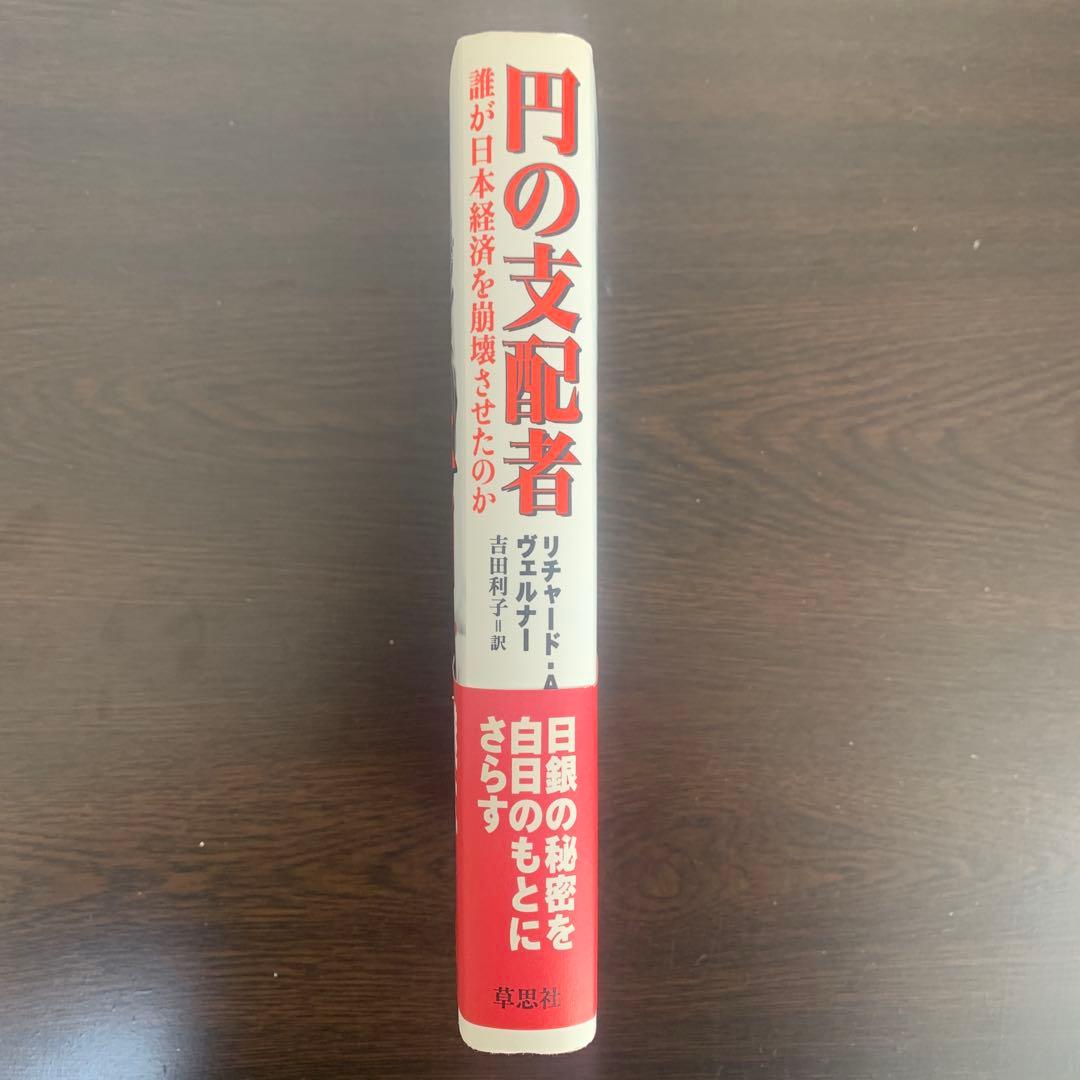 円の支配者
誰が日本経済を崩壊させたのか
リチャード・A
ヴェルナー
吉田利子=訳
日銀の秘密を
白日のもとに
さらす
草思社